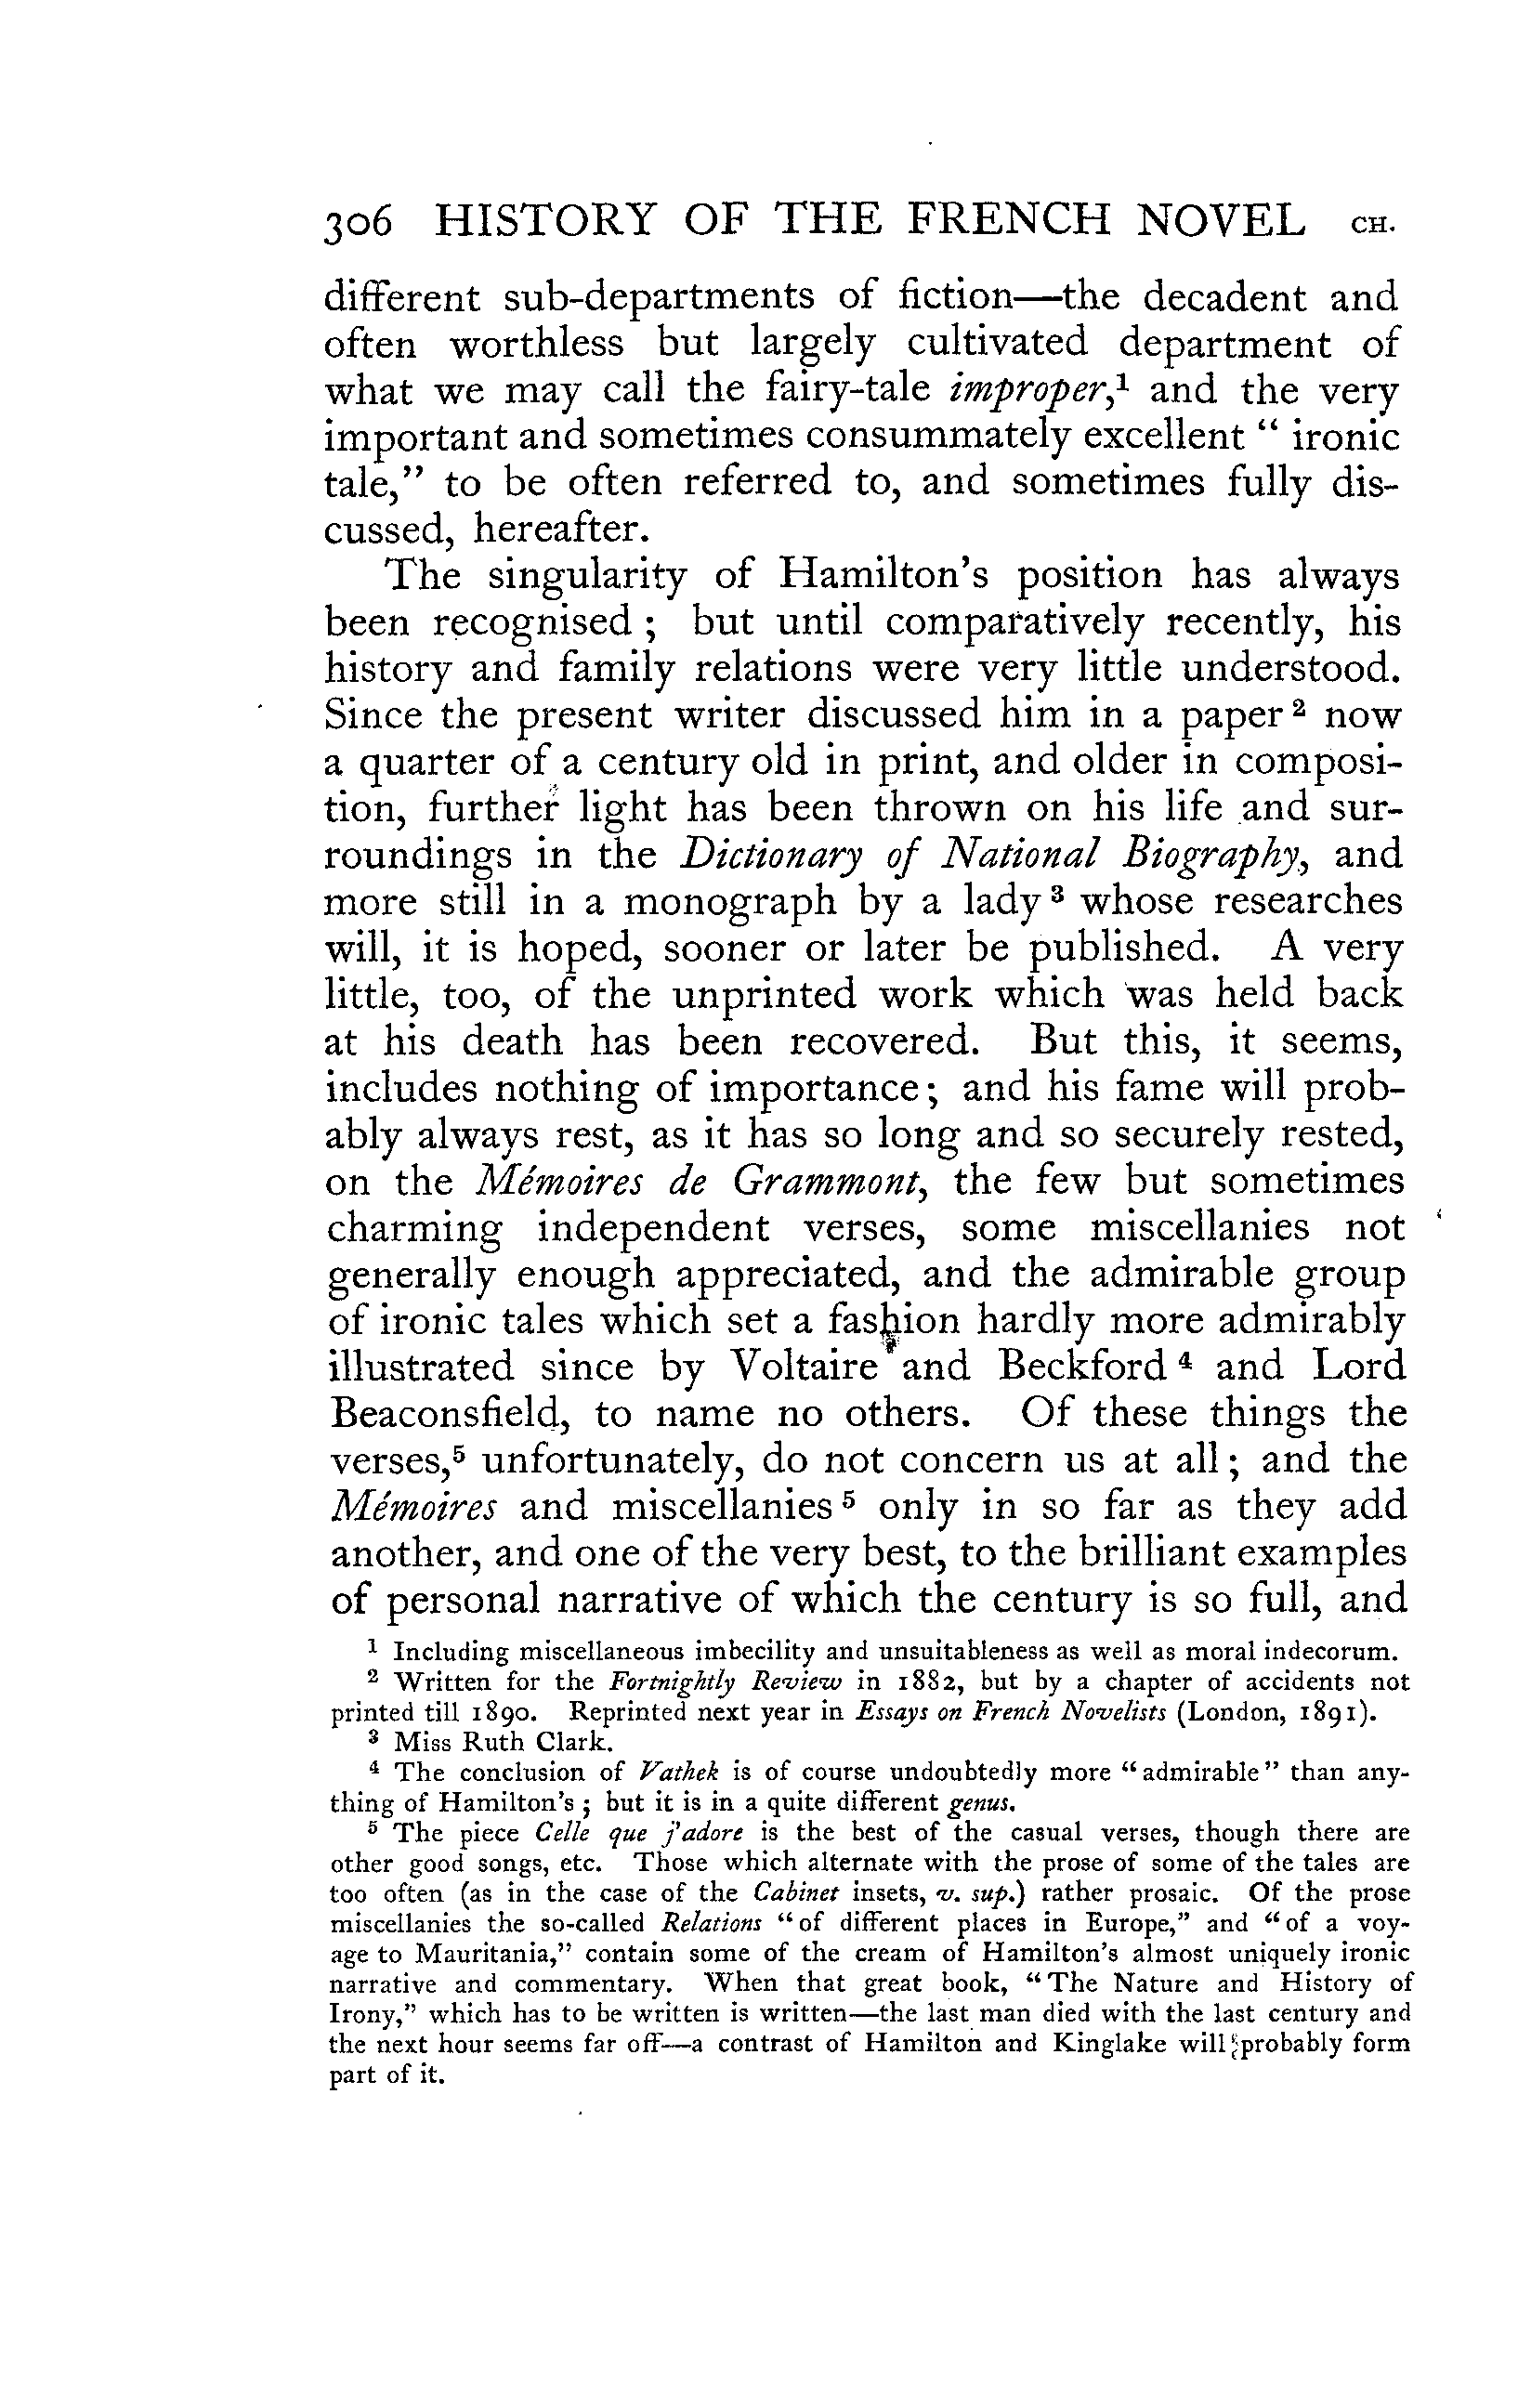 306 HISTORY OF THE FRENCH NOVEL CH.
different sub-departments of fiction—the decadent and
often worthless but largely cultivated department of
what we may call the fairy-tale improper,¹ and the very
important and sometimes consummately excellent “ ironic
tale,” to be often referred to, and sometimes fully dis-
cussed, hereafter.
The singularity of Hamilton’s position has always
been recognised ; but until comparatively recently, his
history and family relations were very little understood.
Since the present writer discussed him in a paper ² now
a quarter of a century old in print, and older in composi-
tion, further light has been thrown on his life and sur-
roundings in the Dictionary of National Biography, and
more still in a monograph by a lady ³ whose researches
will, it is hoped, sooner or later be published. A very
little, too, of the unprinted work which was held back
at his death has been recovered. But this, it seems,
includes nothing of importance ; and his fame will prob-
ably always rest, as it has so long and so securely rested,
on the Mémoires de Grammont, the few but sometimes
charming independent verses, some miscellanies not
generally enough appreciated, and the admirable group
of ironic tales which set a fashion hardly more admirably
illustrated since by Voltaire and Beckford ⁴ and Lord
Beaconsfield, to name no others. Of these things the
verses,⁵ unfortunately, do not concern us at all ; and the
Mémoires and miscellanies ⁵ only in so far as they add
another, and one of the very best, to the brilliant examples
of personal narrative of which the century is so full, and
¹ Including miscellaneous imbecility and unsuitableness as well as moral indecorum.
² Written for the Fortnightly Review in 1882, but by a chapter of accidents not
printed till 1890. Reprinted next year in Essays on French Novelists (London, 1891).
³ Miss Ruth Clark.
⁴ The conclusion of Vathek is of course undoubtedly more “admirable” than any-
thing of Hamilton’s ; but it is in a quite different genus.
⁵ The piece Celle que j’adore is the best of the casual verses, though there are
other good songs, etc. Those which alternate with the prose of some of the tales are
too often (as in the case of the Cabinet insets, v. sup.) rather prosaic. Of the prose
miscellanies the so-called Relations “of different places in Europe,” and “of a voy-
age to Mauritania,” contain some of the cream of Hamilton’s almost uniquely ironic
narrative and commentary. When that great book, “The Nature and History of
Irony,” which has to be written is written—the last man died with the last century and
the next hour seems far off—a contrast of Hamilton and Kinglake will probably form
part of it.